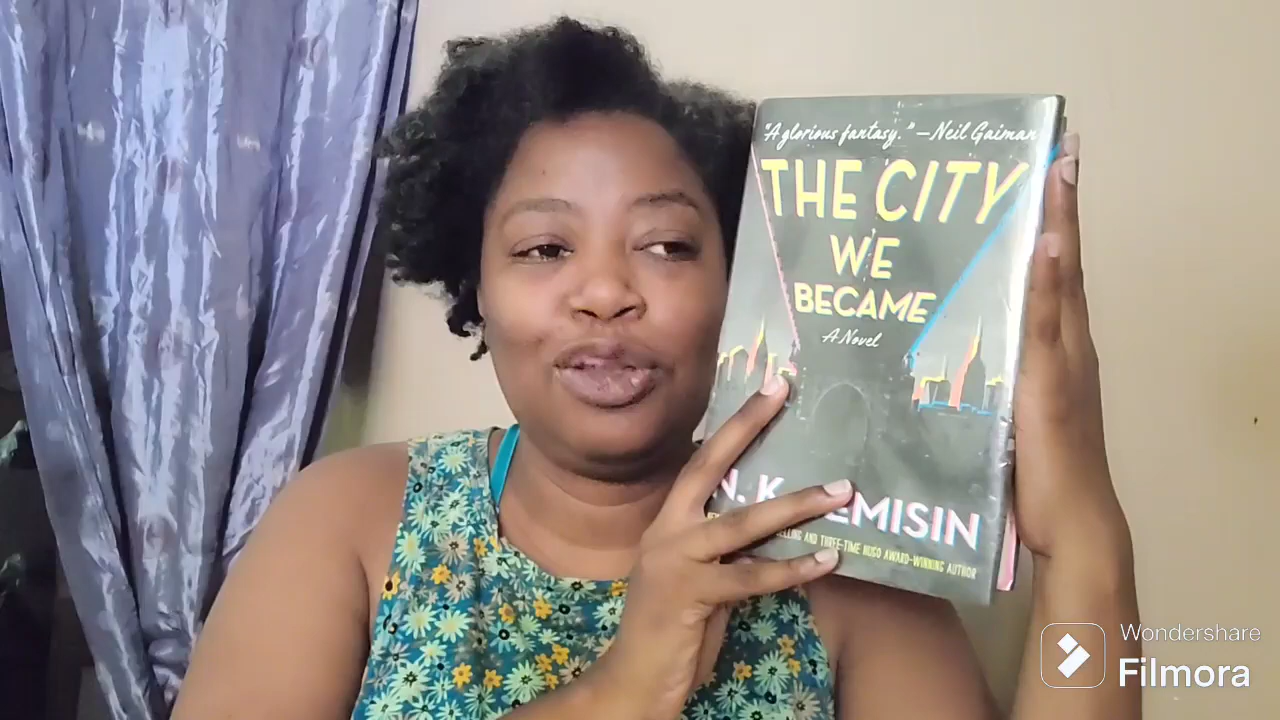 "A glorious fantasy." —Neil Gaiman
THE CITY
WE
BECAME
A Novel
N. K. EMISIN
AND THREE-TIME HUGO AWARD-WINNING AUTHOR
Wondershare
Filmora